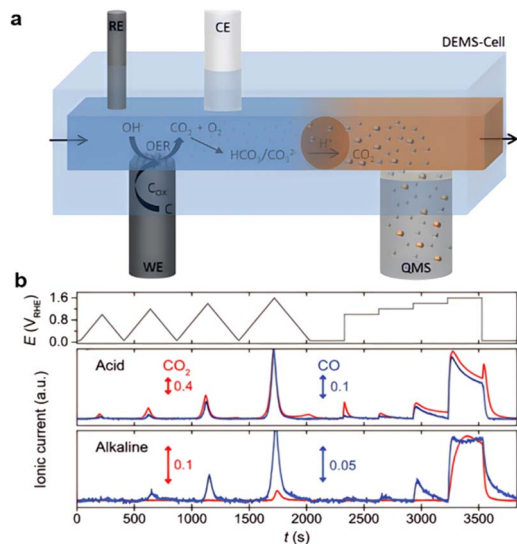 a
RE
CE
DEMS-Cell
OH⁻
CO₂ + O₂
OER
HCO₃⁻/CO₃²⁻
H⁺
CO₂
C_OX
C
WE
QMS
b
E (V_RHE)
1.6
0.8
0.0
Ionic current (a.u.)
Acid
CO₂
0.4
CO
0.1
Alkaline
0.1
0.05
0 500 1000 1500 2000 2500 3000 3500
t (s)